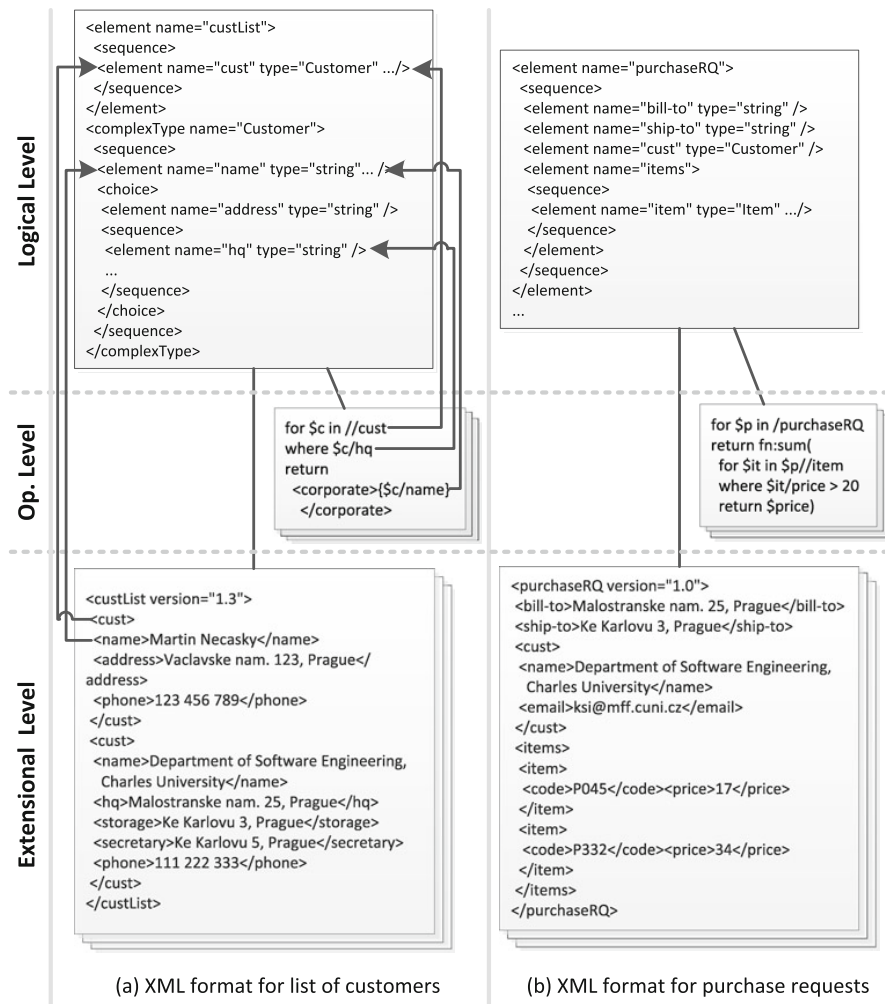 Logical Level
<element name="custList">
<sequence>
<element name="cust" type="Customer" .../>
</sequence>
</element>
<complexType name="Customer">
<sequence>
<element name="name" type="string"... />
<choice>
<element name="address" type="string" />
<sequence>
<element name="hq" type="string" />
...
</sequence>
</choice>
</sequence>
</complexType>
<element name="purchaseRQ">
<sequence>
<element name="bill-to" type="string" />
<element name="ship-to" type="string" />
<element name="cust" type="Customer" />
<element name="items">
<sequence>
<element name="item" type="Item" .../>
</sequence>
</element>
</sequence>
</element>
...
Op. Level
for $c in //cust
where $c/hq
return
<corporate>{$c/name}
</corporate>
for $p in /purchaseRQ
return fn:sum(
for $it in $p//item
where $it/price > 20
return $price)
Extensional Level
<custList version="1.3">
<cust>
<name>Martin Necasky</name>
<address>Vaclavske nam. 123, Prague</
address>
<phone>123 456 789</phone>
</cust>
<cust>
<name>Department of Software Engineering,
Charles University</name>
<hq>Malostranske nam. 25, Prague</hq>
<storage>Ke Karlovu 3, Prague</storage>
<secretary>Ke Karlovu 5, Prague</secretary>
<phone>111 222 333</phone>
</cust>
</custList>
<purchaseRQ version="1.0">
<bill-to>Malostranske nam. 25, Prague</bill-to>
<ship-to>Ke Karlovu 3, Prague</ship-to>
<cust>
<name>Department of Software Engineering,
Charles University</name>
<email>ksi@mff.cuni.cz</email>
</cust>
<items>
<item>
<code>P045</code><price>17</price>
</item>
<item>
<code>P332</code><price>34</price>
</item>
</items>
</purchaseRQ>
(a) XML format for list of customers
(b) XML format for purchase requests